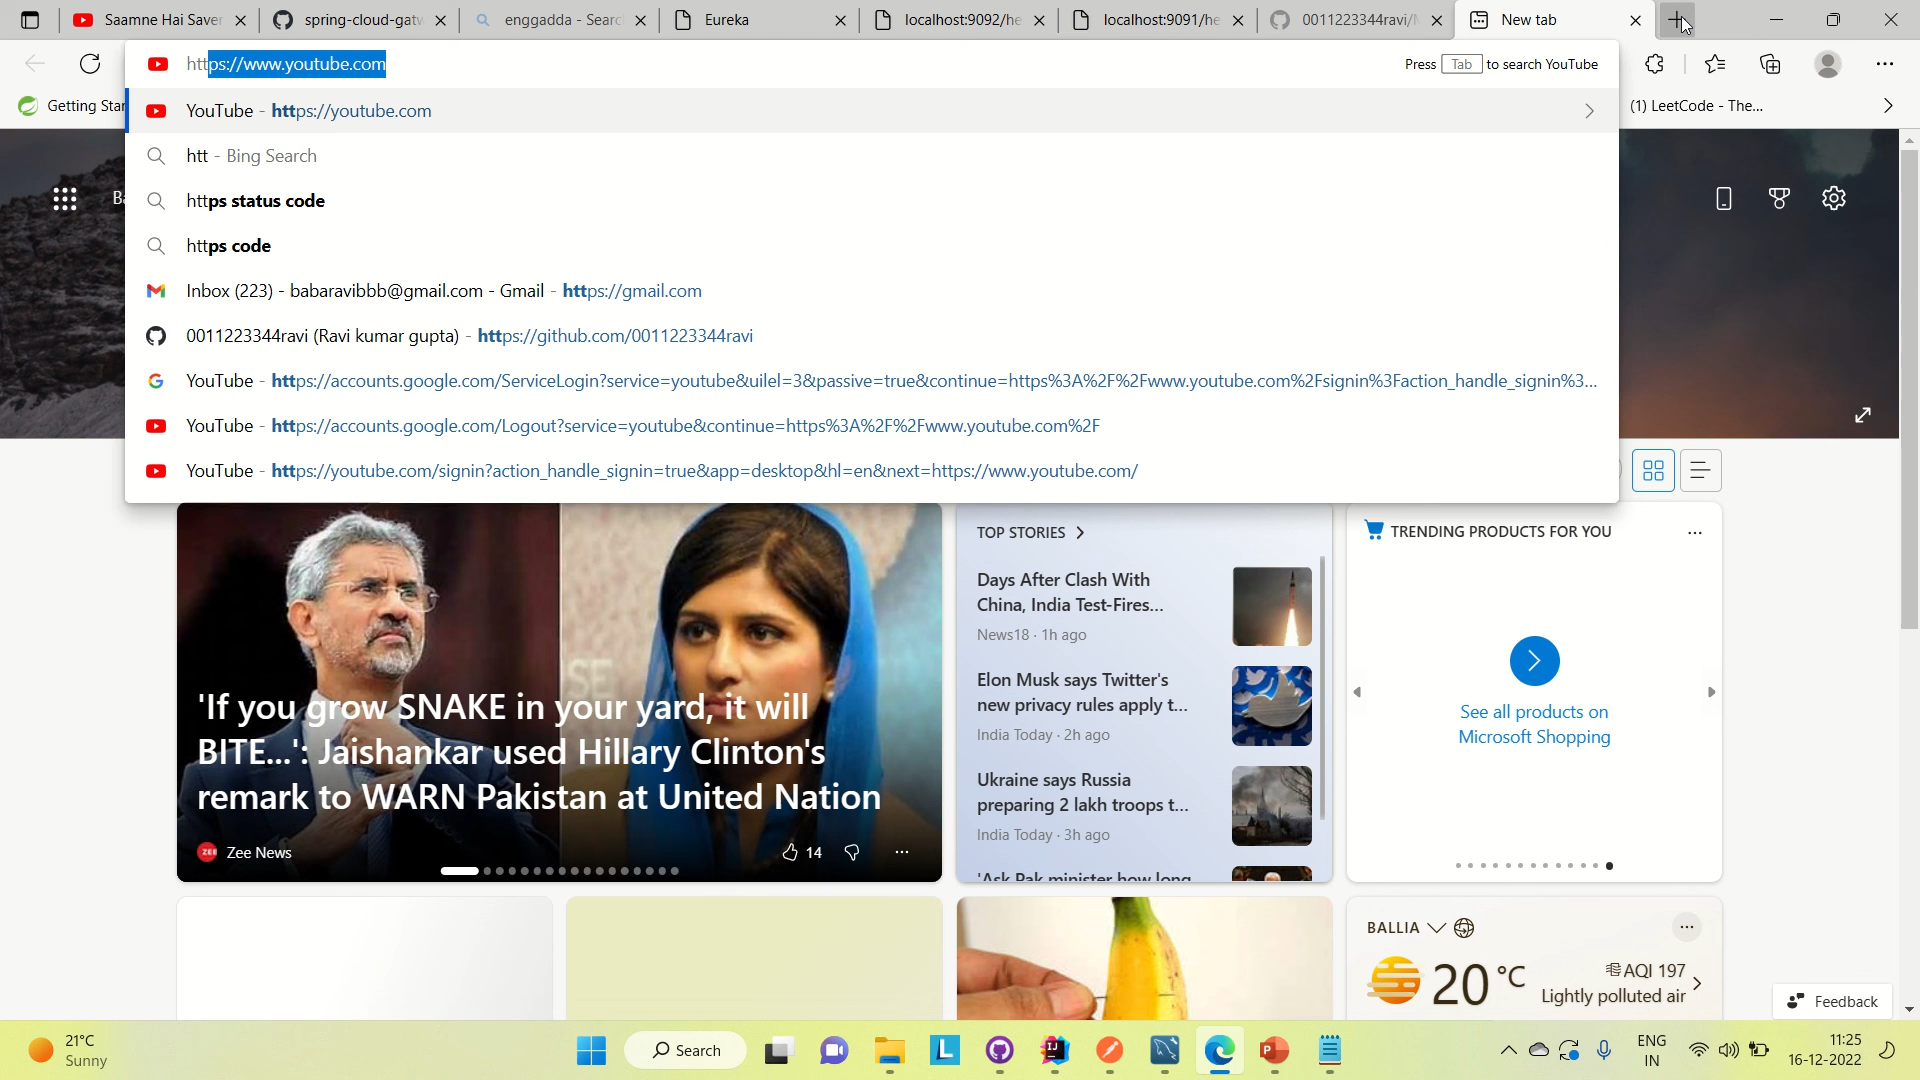 Saamne Hai Saver
spring-cloud-gatw
enggadda - Searc
Eureka
localhost:9092/he
localhost:9091/he
0011223344ravi/
New tab
https://www.youtube.com
Press Tab to search YouTube
Getting Star
(1) LeetCode - The...
YouTube - https://youtube.com
htt - Bing Search
https status code
https code
Inbox (223) - babaravibbb@gmail.com - Gmail - https://gmail.com
0011223344ravi (Ravi kumar gupta) - https://github.com/0011223344ravi
YouTube - https://accounts.google.com/ServiceLogin?service=youtube&uilel=3&passive=true&continue=https%3A%2F%2Fwww.youtube.com%2Fsignin%3Faction_handle_signin%3...
YouTube - https://accounts.google.com/Logout?service=youtube&continue=https%3A%2F%2Fwww.youtube.com%2F
YouTube - https://youtube.com/signin?action_handle_signin=true&app=desktop&hl=en&next=https://www.youtube.com/
'If you grow SNAKE in your yard, it will
BITE...': Jaishankar used Hillary Clinton's
remark to WARN Pakistan at United Nation
Zee News
14
TOP STORIES
Days After Clash With
China, India Test-Fires...
News18 · 1h ago
Elon Musk says Twitter's
new privacy rules apply t...
India Today · 2h ago
Ukraine says Russia
preparing 2 lakh troops t...
India Today · 3h ago
'Ask Pak minister how long
TRENDING PRODUCTS FOR YOU
See all products on
Microsoft Shopping
BALLIA
20 °C
AQI 197
Lightly polluted air
Feedback
21°C
Sunny
Search
ENG
IN
11:25
16-12-2022